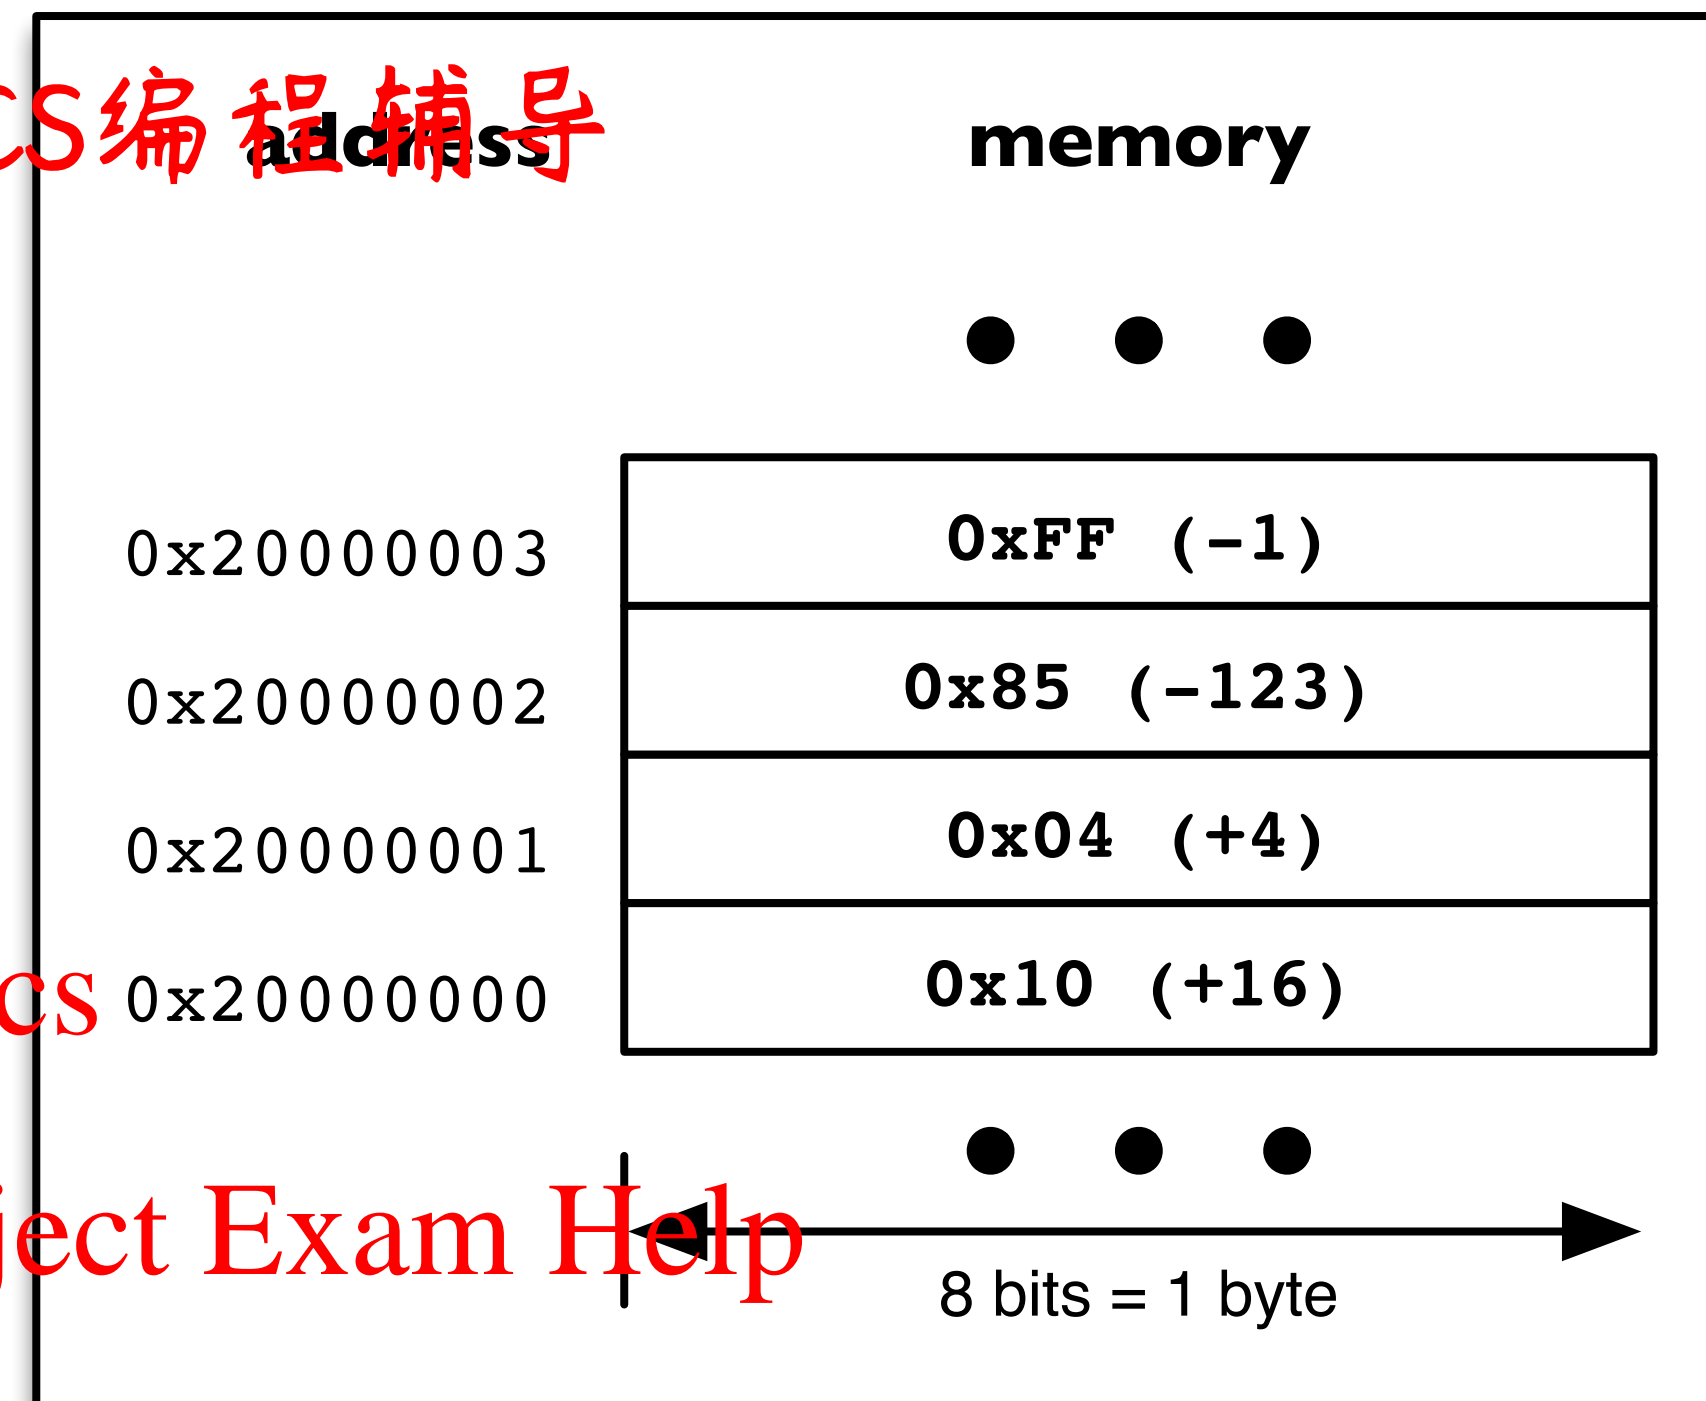 CS编程辅导
address memory
0x20000003 0xFF (-1)
0x20000002 0x85 (-123)
0x20000001 0x04 (+4)
cs 0x20000000 0x10 (+16)
ject Exam Help
8 bits = 1 byte